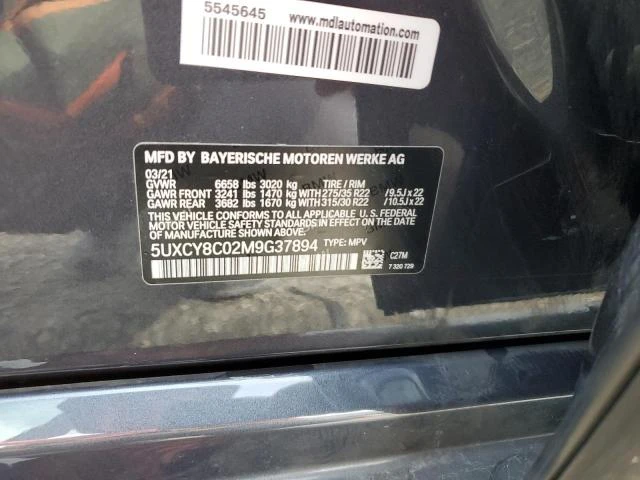 5545645
www.mdlautomation.com
MFD BY BAYERISCHE MOTOREN WERKE AG
03/21
GVWR 6658 lbs 3020 kg TIRE / RIM
GAWR FRONT 3241 lbs 1470 kg WITH 275/35 R22 / 9.5J x 22
GAWR REAR 3682 lbs 1670 kg WITH 315/30 R22 / 10.5J x 22
THIS VEHICLE CONFORMS TO ALL APPLICABLE U. S. FEDERAL
MOTOR VEHICLE SAFETY STANDARDS IN EFFECT ON THE DATE
OF MANUFACTURE SHOWN ABOVE.
5UXCY8C02M9G37894 TYPE: MPV
C27M
7 320 729